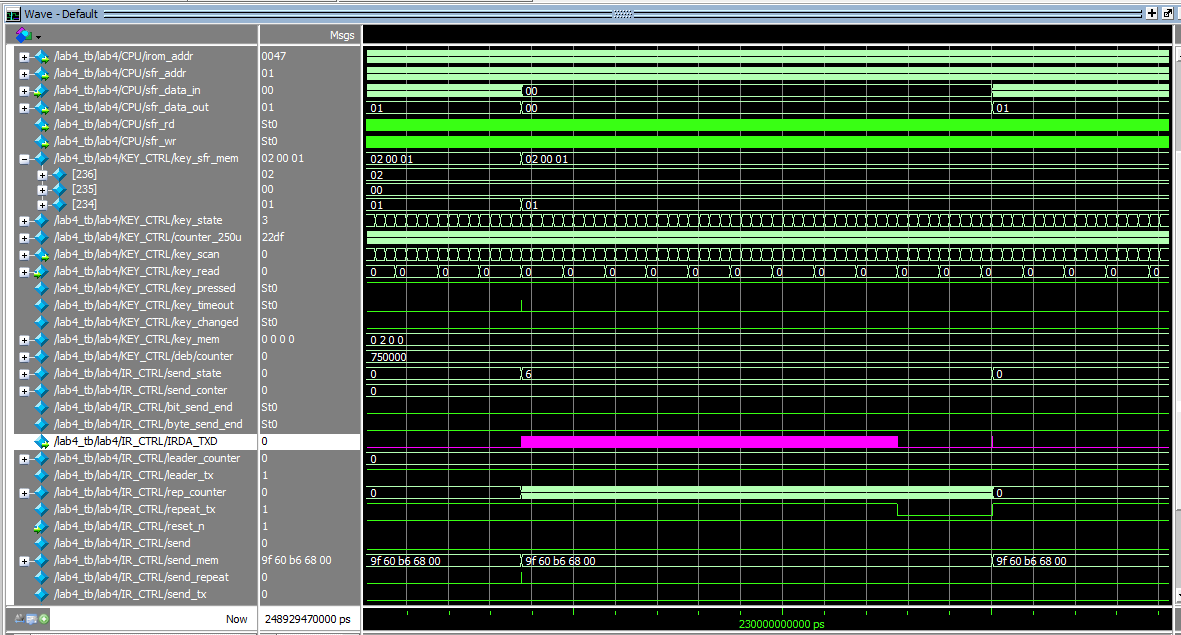 Wave - Default
Msgs
/lab4_tb/lab4/CPU/irom_addr 0047
/lab4_tb/lab4/CPU/sfr_addr 01
/lab4_tb/lab4/CPU/sfr_data_in 00 00
/lab4_tb/lab4/CPU/sfr_data_out 01 01 00 01
/lab4_tb/lab4/CPU/sfr_rd St0
/lab4_tb/lab4/CPU/sfr_wr St0
/lab4_tb/lab4/KEY_CTRL/key_sfr_mem 02 00 01 02 00 01 02 00 01
[236] 02 02
[235] 00 00
[234] 01 01 01
/lab4_tb/lab4/KEY_CTRL/key_state 3
/lab4_tb/lab4/KEY_CTRL/counter_250u 22df
/lab4_tb/lab4/KEY_CTRL/key_scan 0
/lab4_tb/lab4/KEY_CTRL/key_read 0 0 0 0 0 0 0 0 0 0 0 0 0 0 0 0 0 0 0 0 0
/lab4_tb/lab4/KEY_CTRL/key_pressed St0
/lab4_tb/lab4/KEY_CTRL/key_timeout St0
/lab4_tb/lab4/KEY_CTRL/key_changed St0
/lab4_tb/lab4/KEY_CTRL/key_mem 0 0 0 0 0 2 0 0
/lab4_tb/lab4/KEY_CTRL/deb/counter 0 750000
/lab4_tb/lab4/IR_CTRL/send_state 0 0 6 0
/lab4_tb/lab4/IR_CTRL/send_conter 0 0
/lab4_tb/lab4/IR_CTRL/bit_send_end St0
/lab4_tb/lab4/IR_CTRL/byte_send_end St0
/lab4_tb/lab4/IR_CTRL/IRDA_TXD 0
/lab4_tb/lab4/IR_CTRL/leader_counter 0 0
/lab4_tb/lab4/IR_CTRL/leader_tx 1
/lab4_tb/lab4/IR_CTRL/rep_counter 0 0 0
/lab4_tb/lab4/IR_CTRL/repeat_tx 1
/lab4_tb/lab4/IR_CTRL/reset_n 1
/lab4_tb/lab4/IR_CTRL/send 0
/lab4_tb/lab4/IR_CTRL/send_mem 9f 60 b6 68 00 9f 60 b6 68 00 9f 60 b6 68 00 9f 60 b6 68 00
/lab4_tb/lab4/IR_CTRL/send_repeat 0
/lab4_tb/lab4/IR_CTRL/send_tx 0
Now 248929470000 ps
230000000000 ps